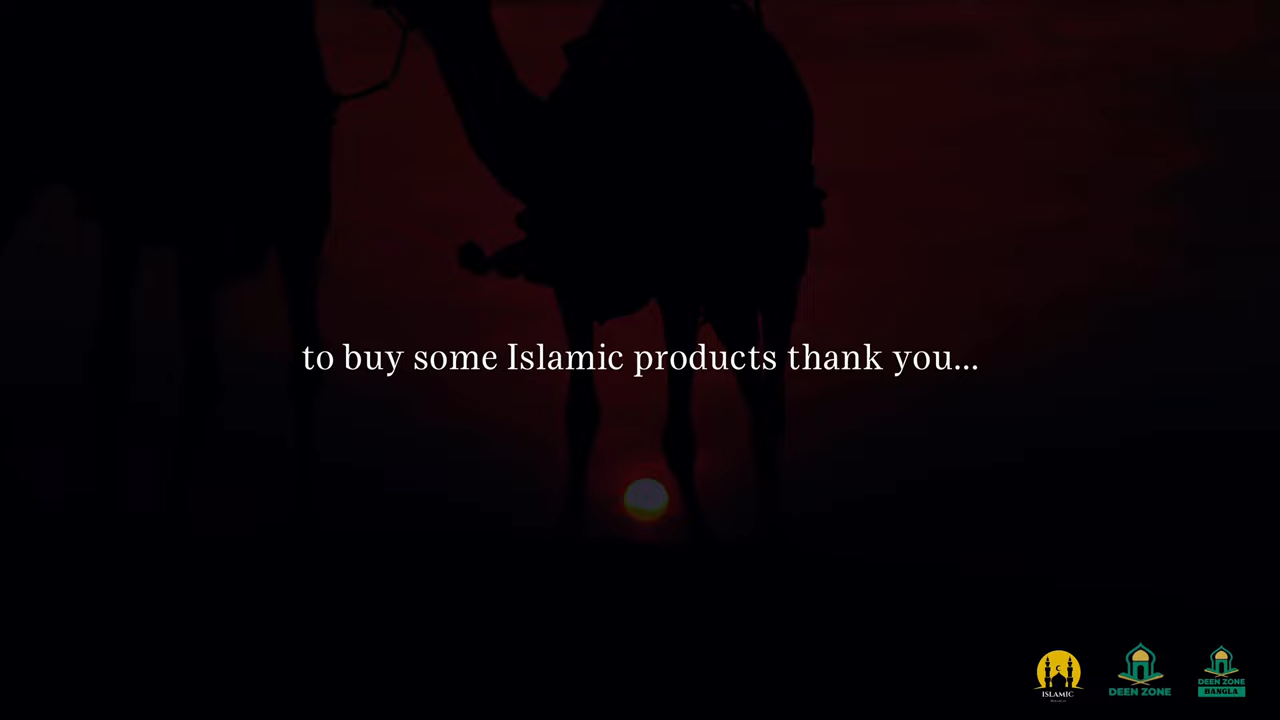 to buy some Islamic products thank you...
ISLAMIC
DEEN ZONE
DEEN ZONE
BANGLA